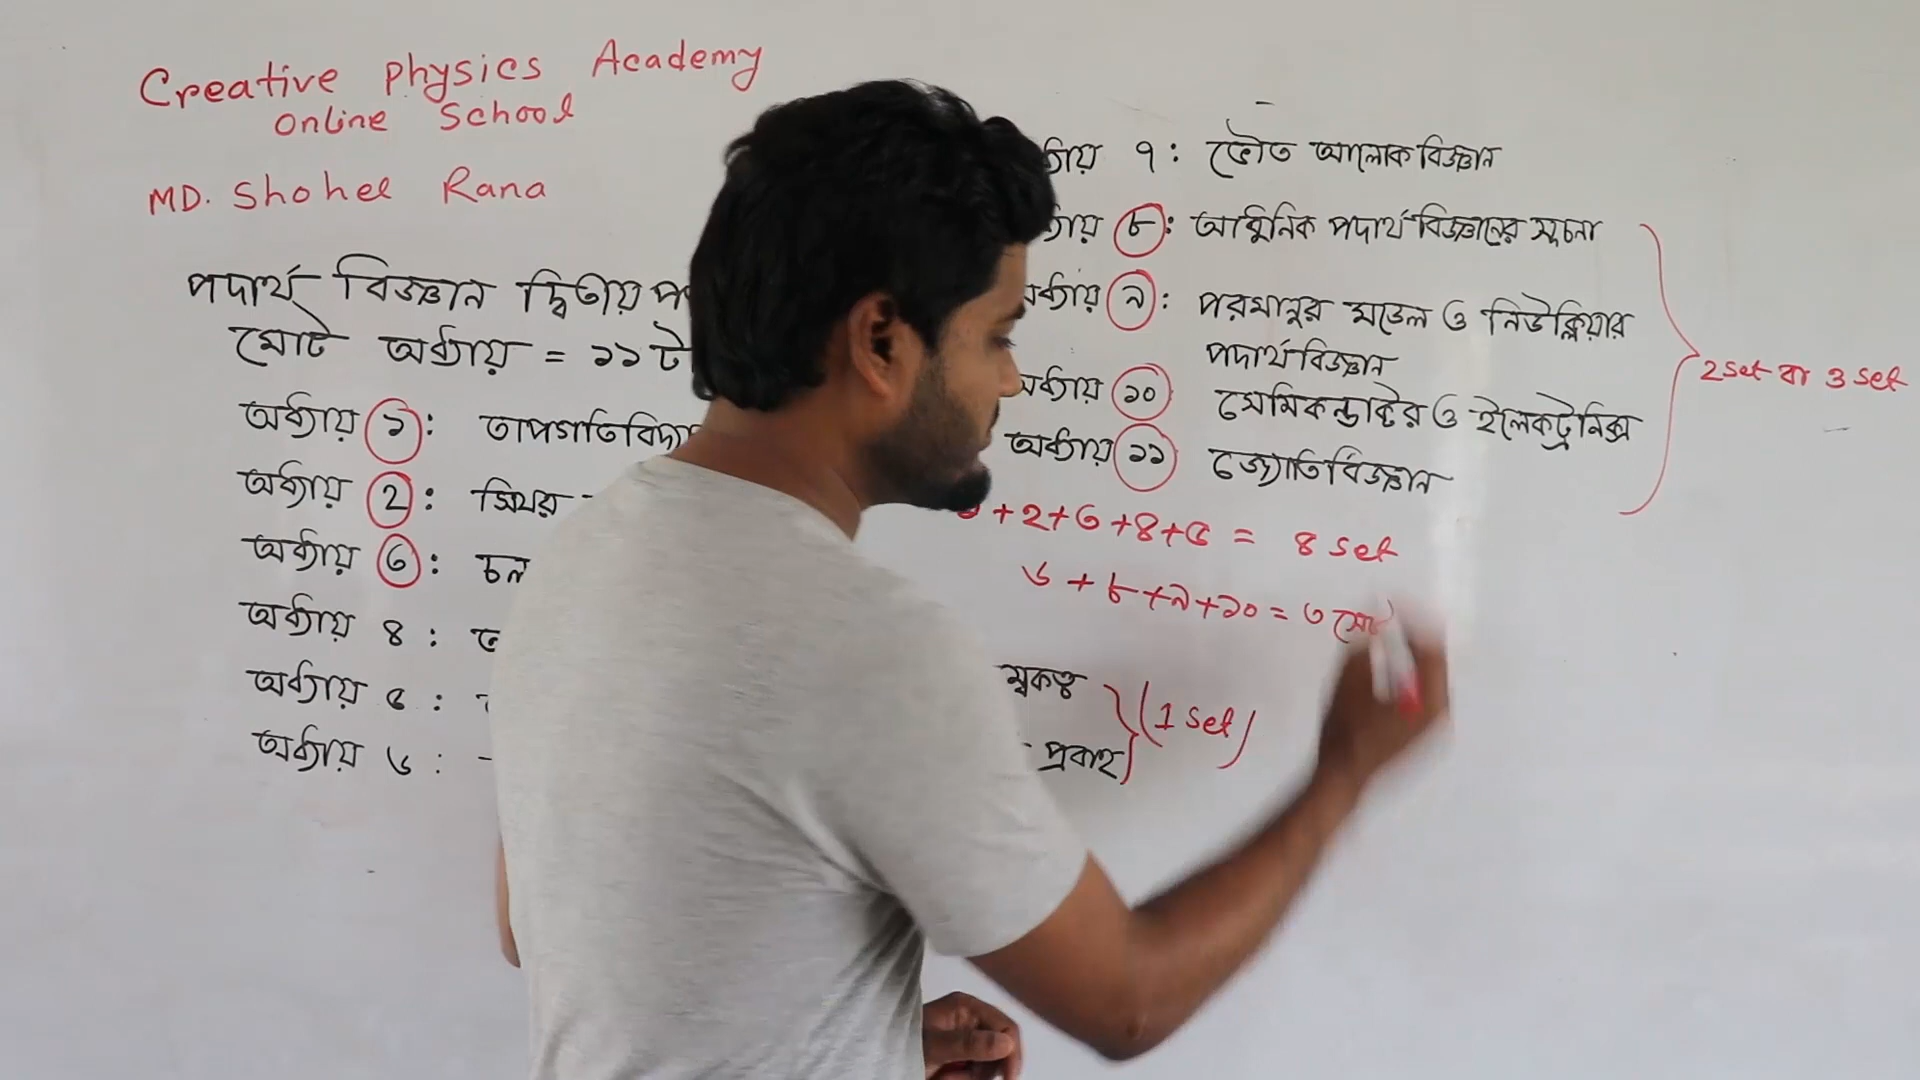 Creative Physics Academy
Online School
MD. Shohel Rana
পদার্থ বিজ্ঞান দ্বিতীয়
মোট অধ্যায় = ১১
অধ্যায় ১:
অধ্যায় 2: স্থির
অধ্যায় ৩: চল
অধ্যায় ৪:
অধ্যায় ৫:
অধ্যায় ৬:
৭: ভৌত আলোকবিজ্ঞান
৮: আধুনিক পদার্থবিজ্ঞানের সূচনা
অধ্যায় ৯: পরমানুর মডেল ও নিউক্লিয়ার
পদার্থবিজ্ঞান
অধ্যায় ১০ সেমিকন্ডাক্টর ও ইলেকট্রনিক্স
অধ্যায় ১১ জ্যোতির্বিজ্ঞান
2 set বা 3 set
+২+৩+৪+৫ = ৪ set
৬+৮+৯+১০ = ৩
(1 set)
প্রবাহ